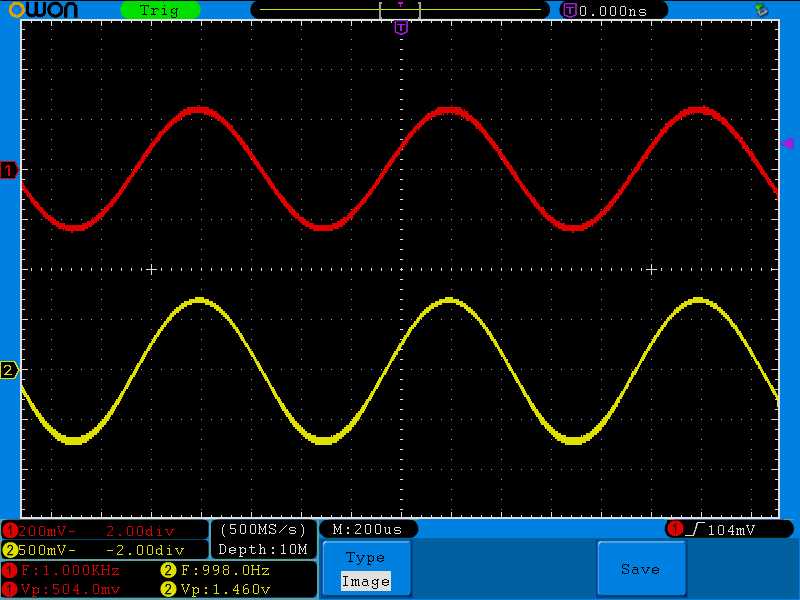 owon Trig T T 0.000ns
T
1
2
1 200mV- 2.00div (500MS/s) M:200us 1 104mV
2 500mV- -2.00div Depth:10M Type Save
1 F:1.000KHz 2 F:998.0Hz Image
1 Vp:504.0mv 2 Vp:1.460v